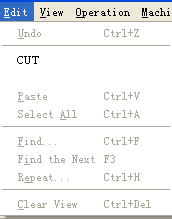 Edit View Operation Machi
Undo Ctrl+Z
CUT
Paste Ctrl+V
Select All Ctrl+A
Find... Ctrl+F
Find the Next F3
Repeat... Ctrl+H
Clear View Ctrl+Del